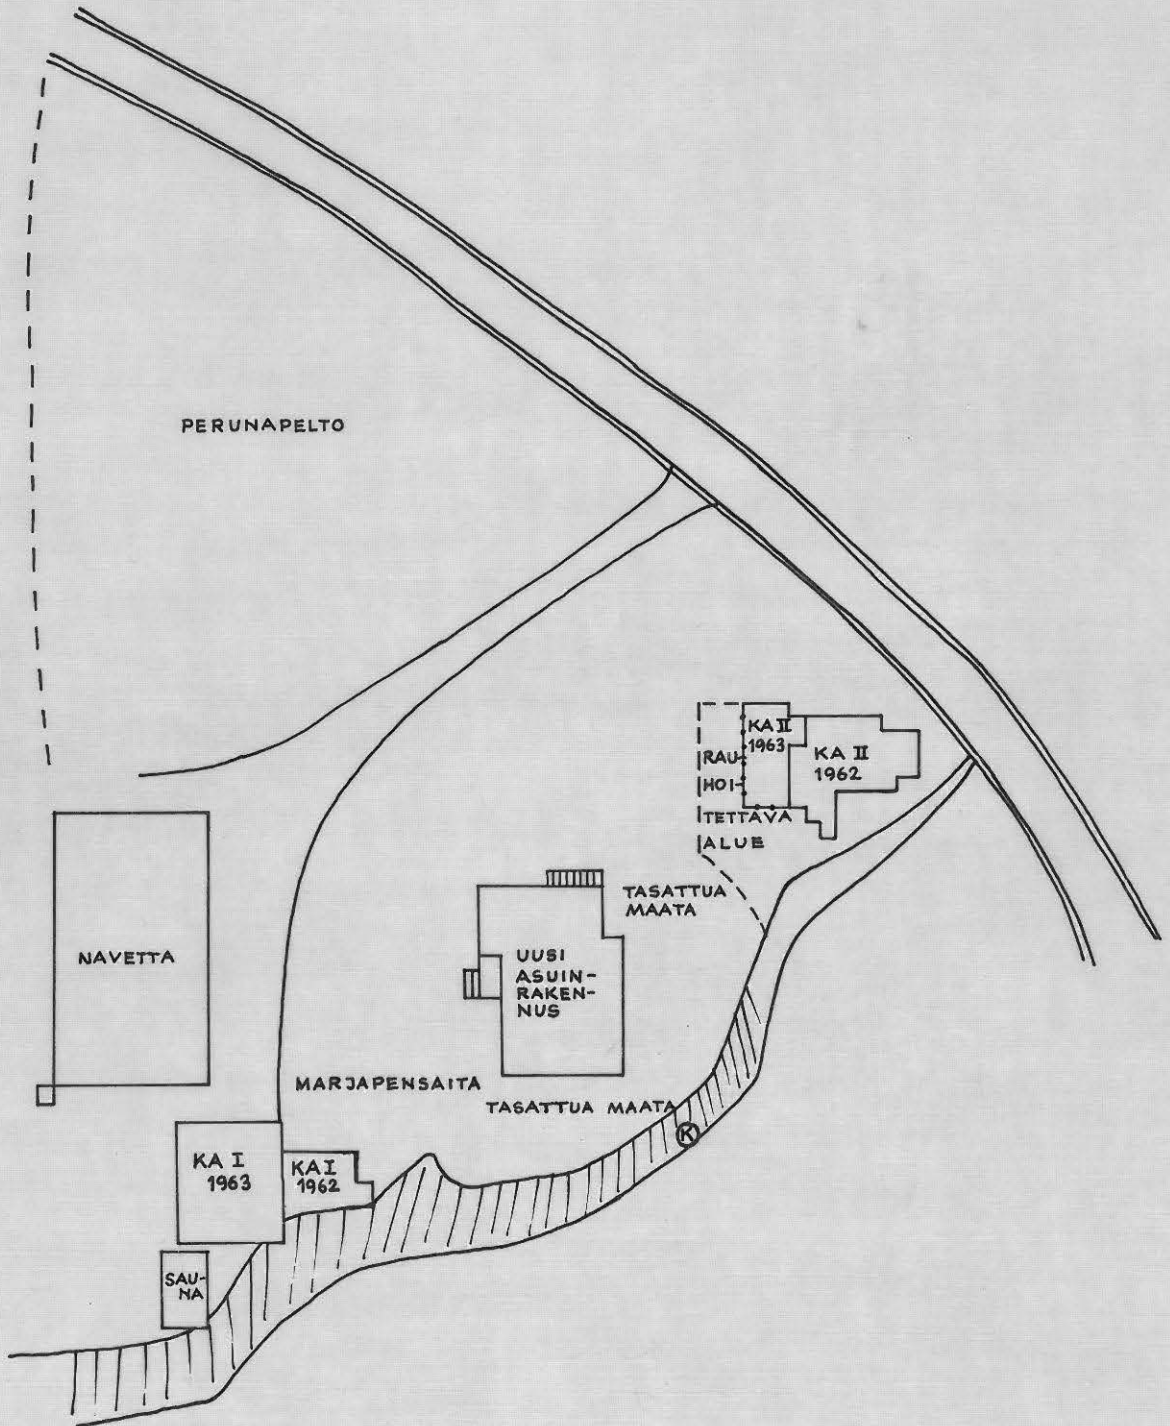 PERUNAPELTO
KA II
1963
KA II
1962
RAU-
HOI-
TETTAVA
ALUE
TASATTUA
MAATA
NAVETTA
UUSI
ASUIN-
RAKEN-
NUS
MARJAPENSAITA
TASATTUA MAATA
K
KA I
1963
KA I
1962
SAU-
NA